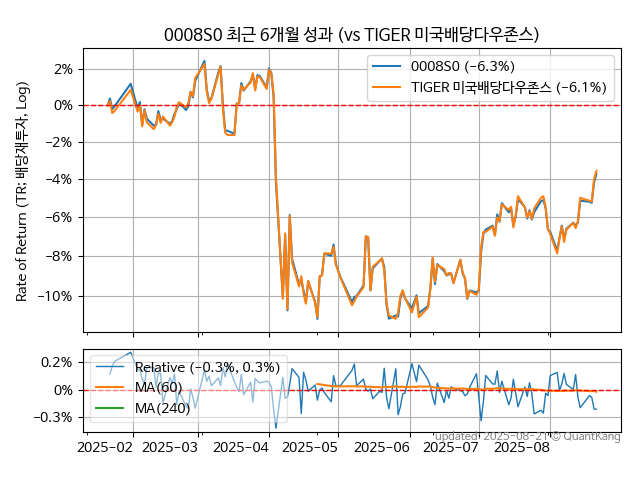 0008S0 최근 6개월 성과 (vs TIGER 미국배당다우존스)
Rate of Return (TR: 배당재투자, Log)
2%
0%
−2%
−4%
−6%
−8%
−10%
0008S0 (−6.3%)
TIGER 미국배당다우존스 (−6.1%)
0.2%
0%
−0.3%
Relative (−0.3%, 0.3%)
MA(60)
MA(240)
2025−02 2025−03 2025−04 2025−05 2025−06 2025−07 2025−08
*updated: 2025-08-21 © QuantKang